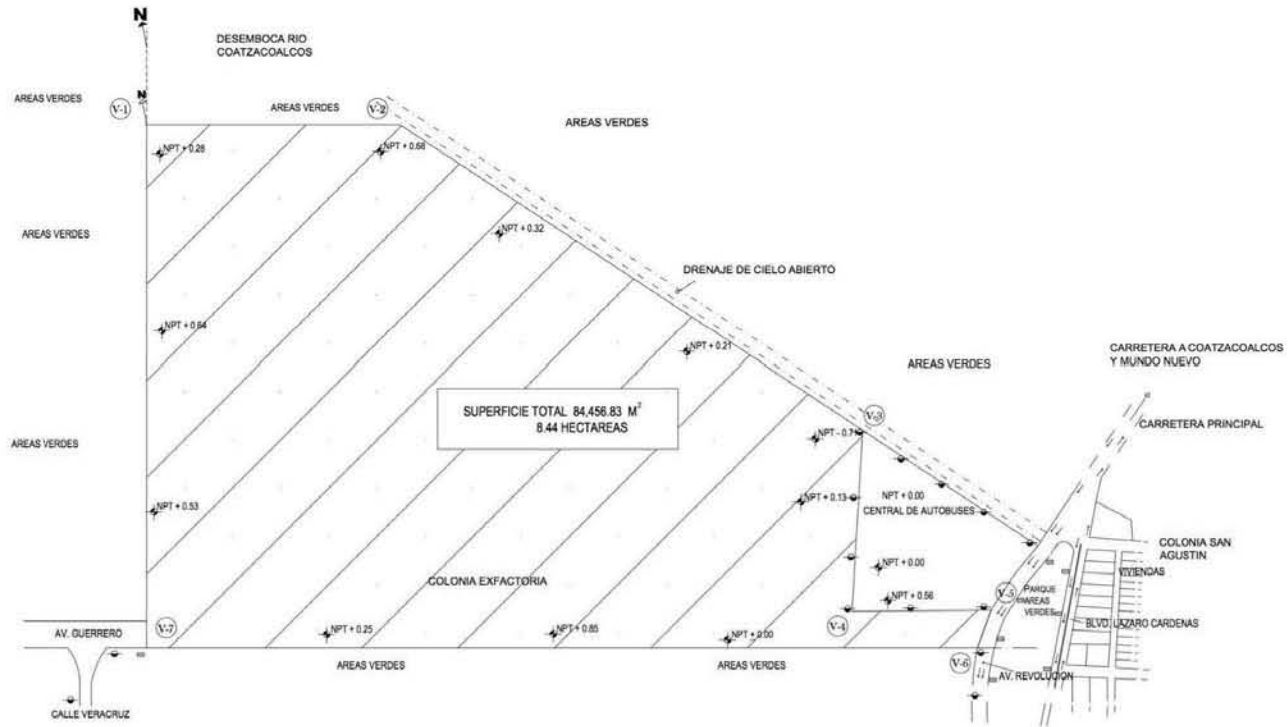 N
DESEMBOCA RIO
COATZACOALCOS
AREAS VERDES
N
V-1
AREAS VERDES
V-2
AREAS VERDES
NPT + 0.28
NPT + 0.68
AREAS VERDES
NPT + 0.32
DRENAJE DE CIELO ABIERTO
NPT + 0.64
NPT + 0.21
CARRETERA A COATZACOALCOS
Y MUNDO NUEVO
AREAS VERDES
SUPERFICIE TOTAL 84,456.83 M2
8.44 HECTAREAS
V-3
CARRETERA PRINCIPAL
AREAS VERDES
NPT - 0.71
NPT + 0.53
NPT + 0.13
NPT + 0.00
CENTRAL DE AUTOBUSES
COLONIA SAN
AGUSTIN
VIVIENDAS
COLONIA EXFACTORIA
NPT + 0.00
NPT + 0.56
V-5
PARQUE
AREAS
VERDES
BLVD. LAZARO CARDENAS
V-4
AV. GUERRERO
V-7
NPT + 0.25
NPT + 0.85
NPT + 0.00
AREAS VERDES
AREAS VERDES
V-6
AV. REVOLUCION
CALLE VERACRUZ